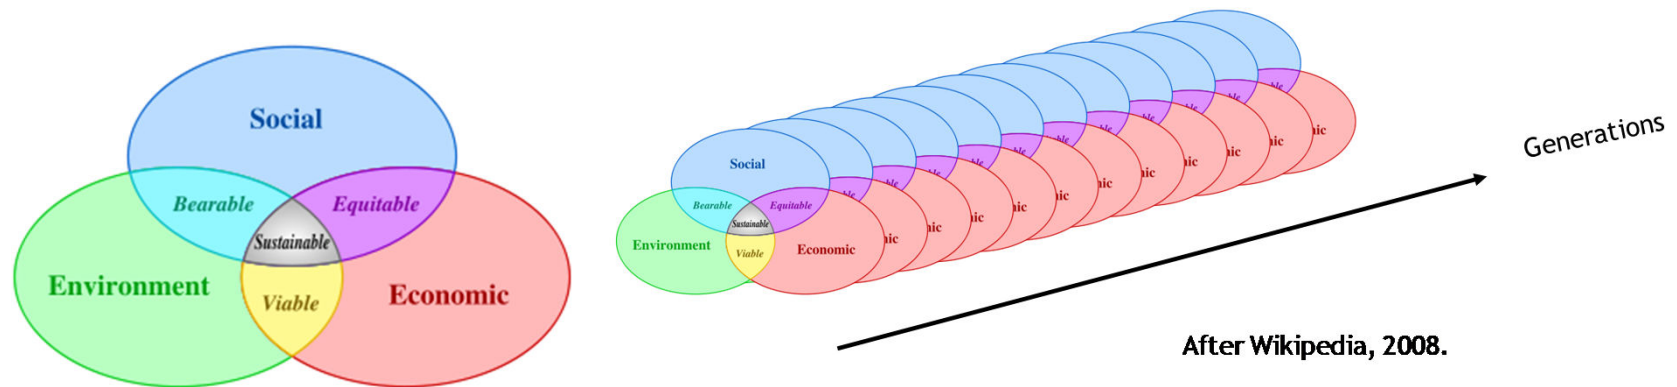 Social
Bearable
Equitable
Sustainable
Environment
Viable
Economic
Social
Bearable
Equitable
Sustainable
Environment
Viable
Economic
Generations
After Wikipedia, 2008.